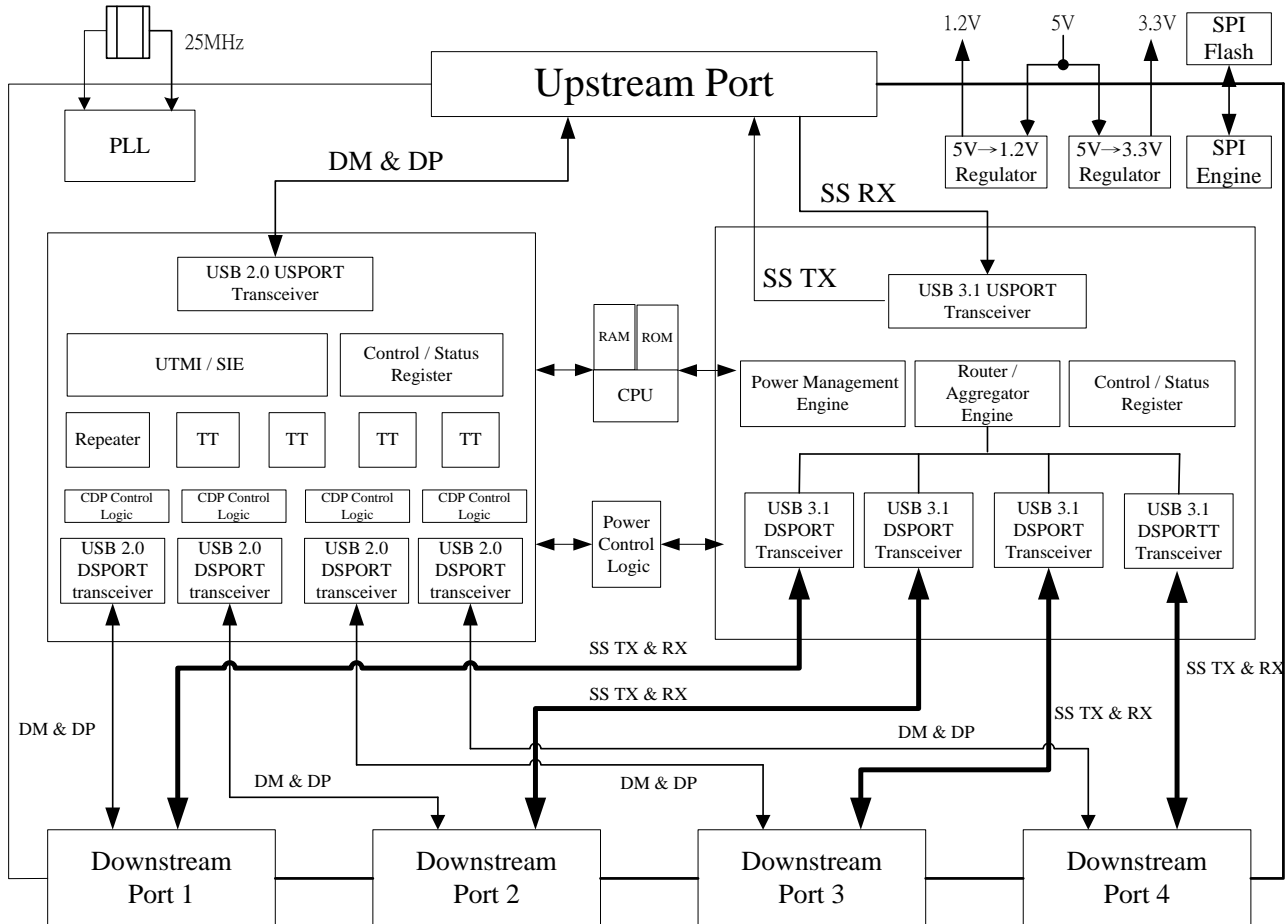 25MHz
PLL
Upstream Port
1.2V
5V
3.3V
SPI
Flash
5V→1.2V
Regulator
5V→3.3V
Regulator
SPI
Engine
DM & DP
SS RX
SS TX
USB 2.0 USPORT
Transceiver
UTMI / SIE
Control / Status
Register
Repeater
TT
TT
TT
TT
CDP Control
Logic
CDP Control
Logic
CDP Control
Logic
CDP Control
Logic
USB 2.0
DSPORT
transceiver
USB 2.0
DSPORT
transceiver
USB 2.0
DSPORT
transceiver
USB 2.0
DSPORT
transceiver
RAM
ROM
CPU
Power
Control
Logic
USB 3.1 USPORT
Transceiver
Power Management
Engine
Router /
Aggregator
Engine
Control / Status
Register
USB 3.1
DSPORT
Transceiver
USB 3.1
DSPORT
Transceiver
USB 3.1
DSPORT
Transceiver
USB 3.1
DSPORTT
Transceiver
SS TX & RX
SS TX & RX
SS TX & RX
SS TX & RX
DM & DP
DM & DP
DM & DP
DM & DP
Downstream
Port 1
Downstream
Port 2
Downstream
Port 3
Downstream
Port 4